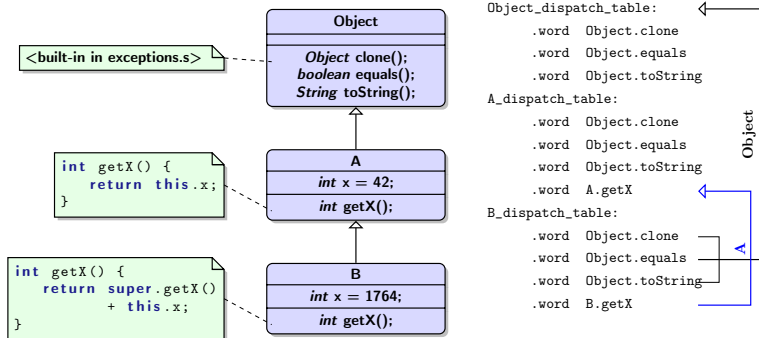 Object
Object clone();
boolean equals();
String toString();
<built-in in exceptions.s>
A
int x = 42;
int getX();
int getX() {
return this.x;
}
B
int x = 1764;
int getX();
int getX() {
return super.getX()
+ this.x;
}
Object_dispatch_table:
.word Object.clone
.word Object.equals
.word Object.toString
A_dispatch_table:
.word Object.clone
.word Object.equals
.word Object.toString
.word A.getX
B_dispatch_table:
.word Object.clone
.word Object.equals
.word Object.toString
.word B.getX
A
Object